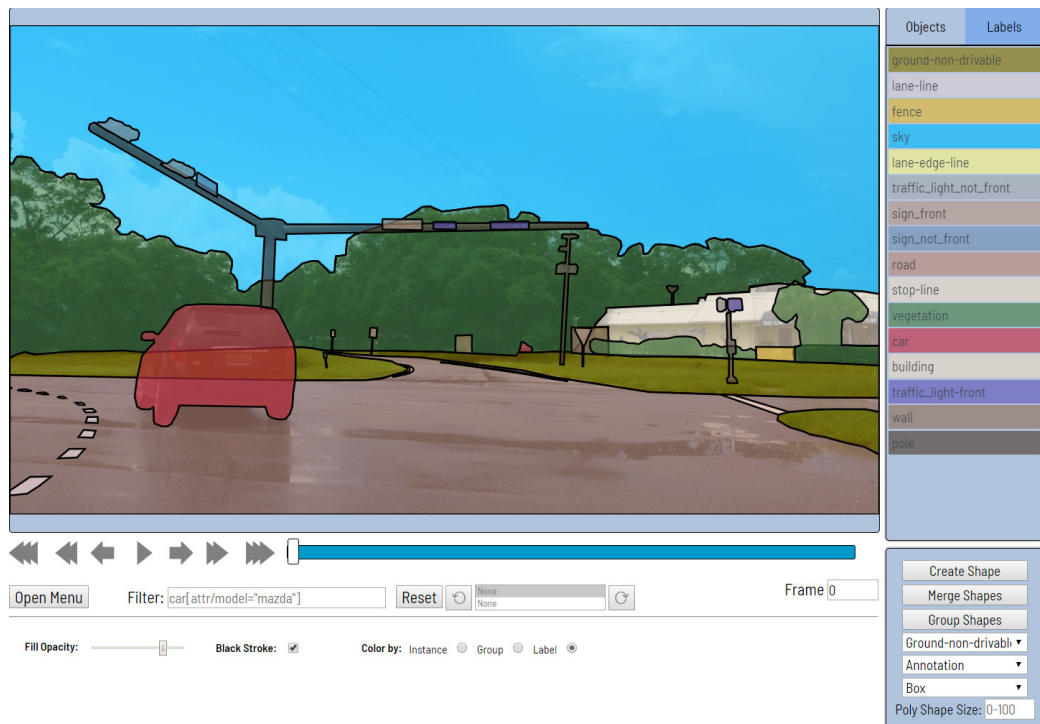 Objects Labels
ground-non-drivable
lane-line
fence
sky
lane-edge-line
traffic_light_not_front
sign_front
sign_not_front
road
stop-line
vegetation
car
building
traffic_light-front
wall
pole
Open Menu Filter: car[attr/model="mazda"] Reset None Frame 0
None
Fill Opacity: Black Stroke: Color by: Instance Group Label
Create Shape
Merge Shapes
Group Shapes
Ground-non-drivabl
Annotation
Box
Poly Shape Size: 0-100